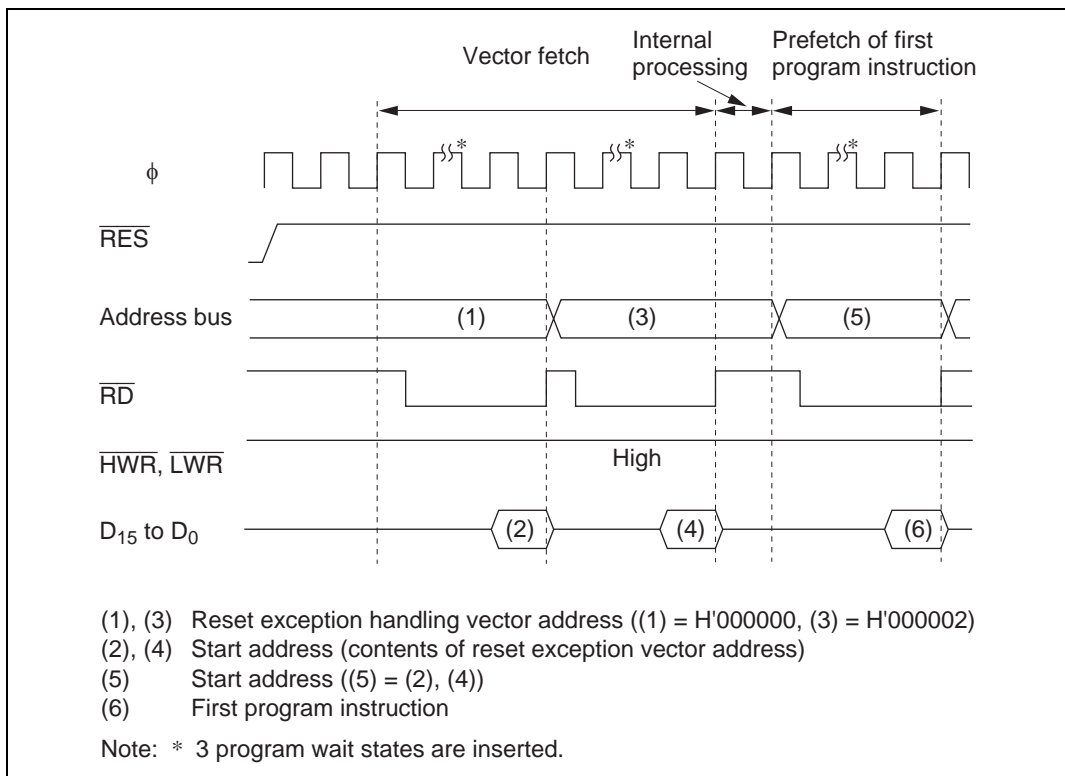 Vector fetch
Internal
processing
Prefetch of first
program instruction
*
*
*
φ
RES
Address bus
(1)
(3)
(5)
RD
HWR, LWR
High
D15 to D0
(2)
(4)
(6)
(1), (3) Reset exception handling vector address ((1) = H'000000, (3) = H'000002)
(2), (4) Start address (contents of reset exception vector address)
(5) Start address ((5) = (2), (4))
(6) First program instruction
Note: * 3 program wait states are inserted.